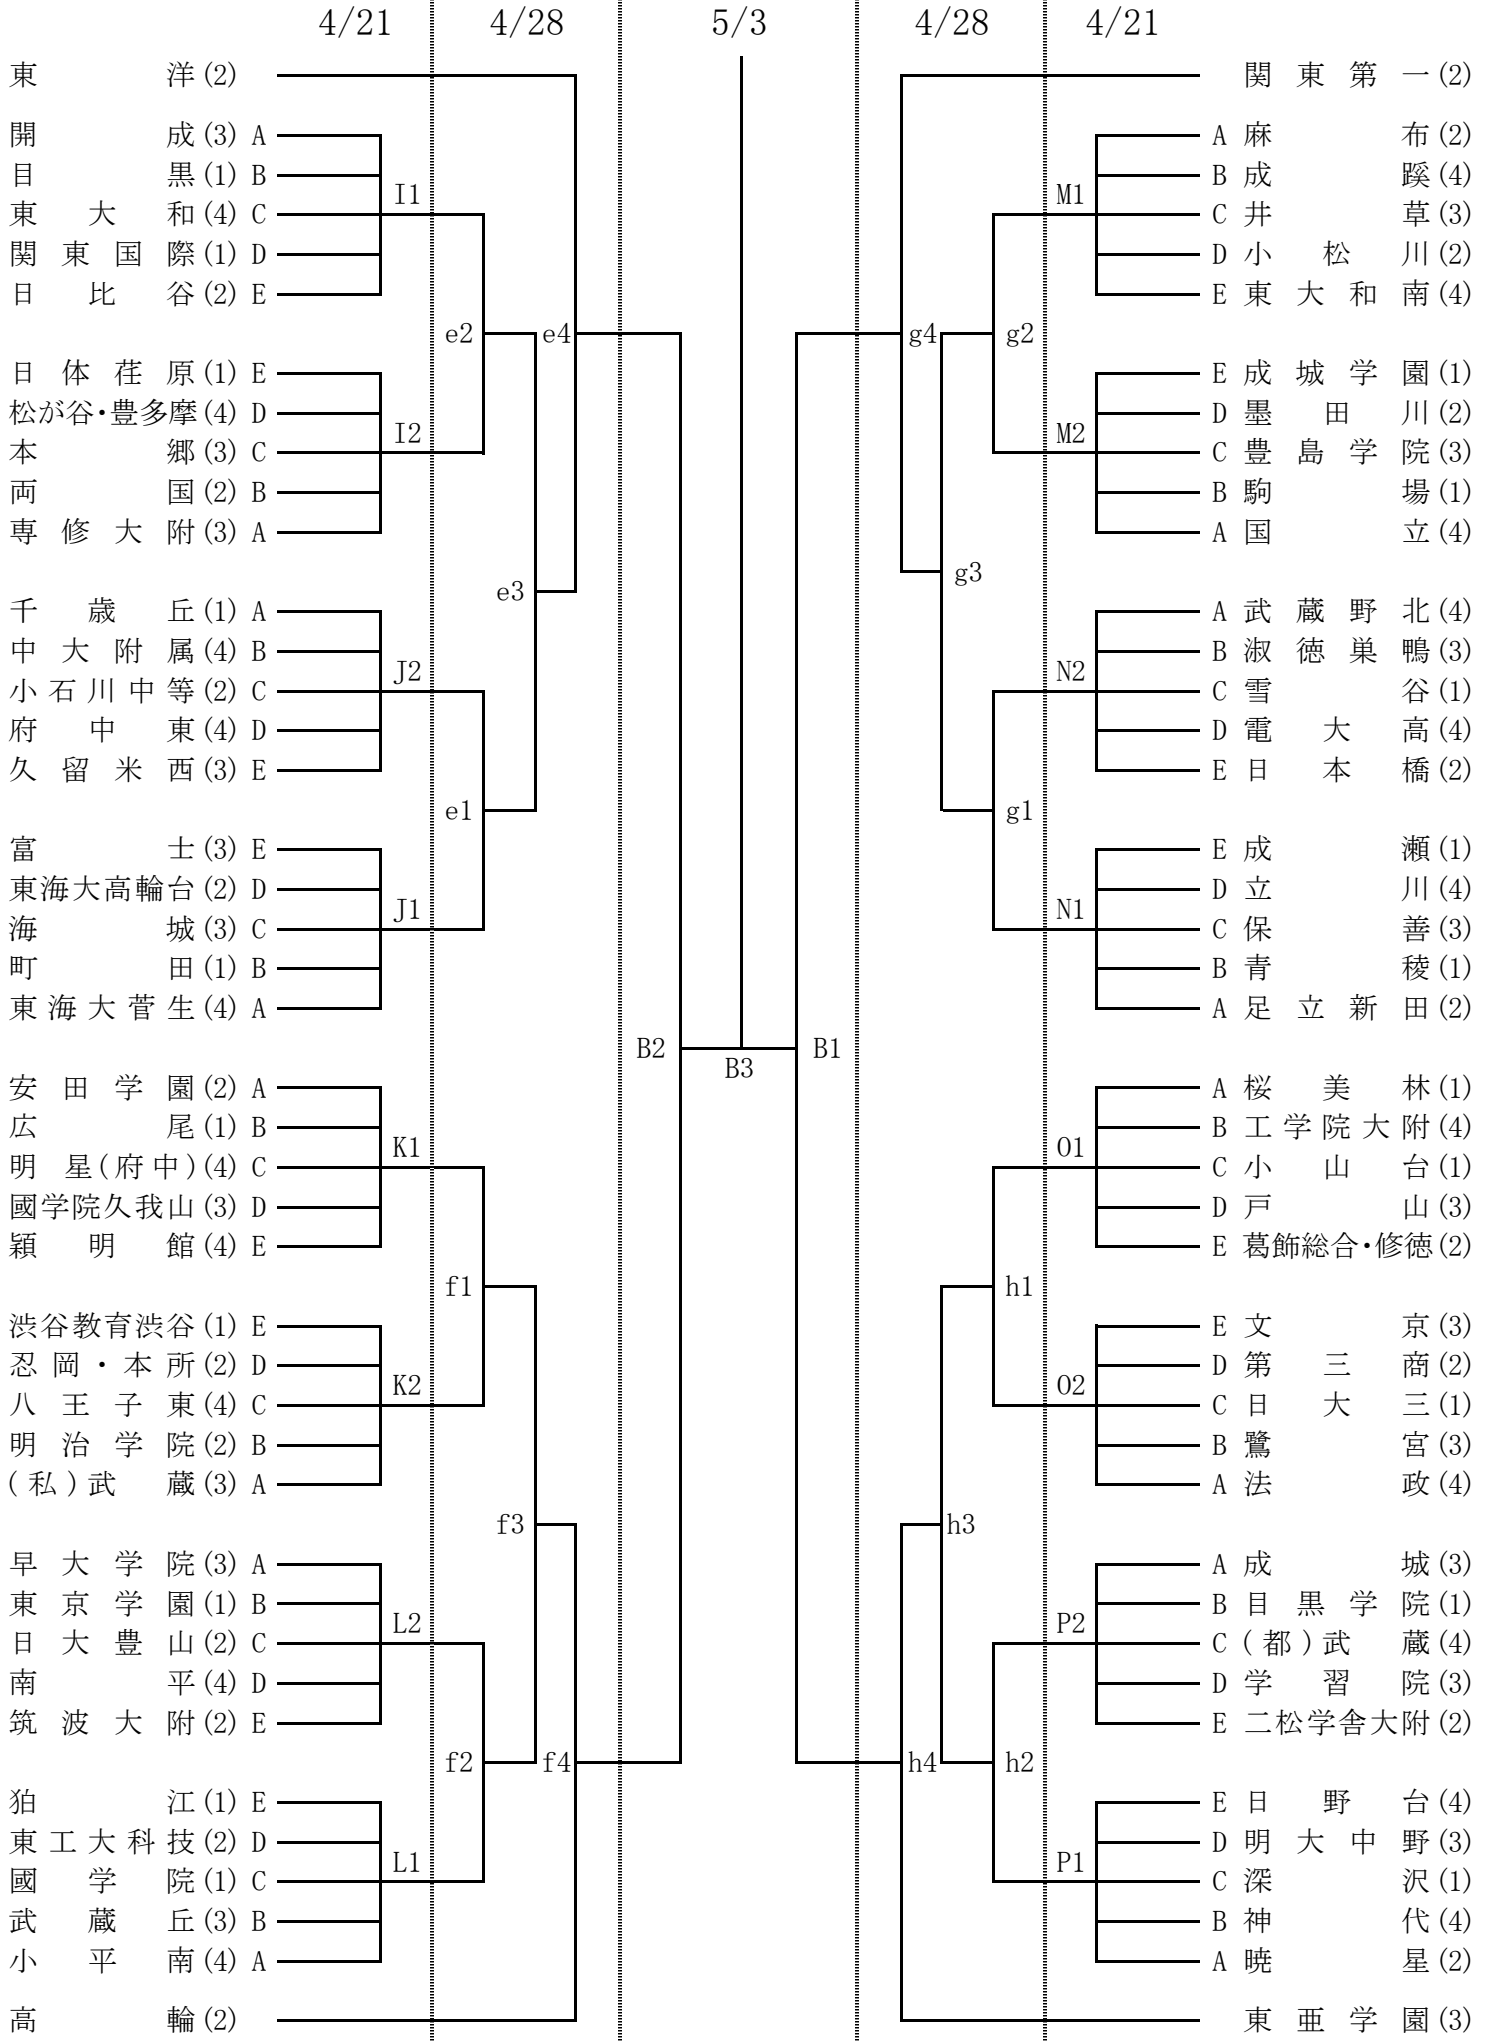 4/21 4/28 5/3 4/28 4/21
東洋(2) 関東第一(2)
開成(3) A A 麻布(2)
目黒(1) B B 成蹊(4)
I1 M1
東大和(4) C C 井草(3)
関東国際(1) D D 小松川(2)
日比谷(2) E E 東大和南(4)
e2 e4 g4 g2
日体荏原(1) E E 成城学園(1)
松が谷・豊多摩(4) D D 墨田川(2)
I2 M2
本郷(3) C C 豊島学院(3)
両国(2) B B 駒場(1)
専修大附(3) A A 国立(4)
g3
e3
千歳丘(1) A A 武蔵野北(4)
中大附属(4) B B 淑徳巣鴨(3)
J2 N2
小石川中等(2) C C 雪谷(1)
府中東(4) D D 電大高(4)
久留米西(3) E E 日本橋(2)
e1 g1
富士(3) E E 成瀬(1)
東海大高輪台(2) D D 立川(4)
J1 N1
海城(3) C C 保善(3)
町田(1) B B 青稜(1)
東海大菅生(4) A A 足立新田(2)
B2 B1
B3
安田学園(2) A A 桜美林(1)
広尾(1) B B 工学院大附(4)
K1 O1
明星(府中)(4) C C 小山台(1)
國学院久我山(3) D D 戸山(3)
穎明館(4) E E 葛飾総合・修徳(2)
f1 h1
渋谷教育渋谷(1) E E 文京(3)
忍岡・本所(2) D D 第三商(2)
K2 O2
八王子東(4) C C 日大三(1)
明治学院(2) B B 鷺宮(3)
(私)武蔵(3) A A 法政(4)
f3 h3
早大学院(3) A A 成城(3)
東京学園(1) B B 目黒学院(1)
L2 P2
日大豊山(2) C C (都)武蔵(4)
南平(4) D D 学習院(3)
筑波大附(2) E E 二松学舎大附(2)
f2 f4 h4 h2
狛江(1) E E 日野台(4)
東工大科技(2) D D 明大中野(3)
L1 P1
國学院(1) C C 深沢(1)
武蔵丘(3) B B 神代(4)
小平南(4) A A 暁星(2)
高輪(2) 東亜学園(3)